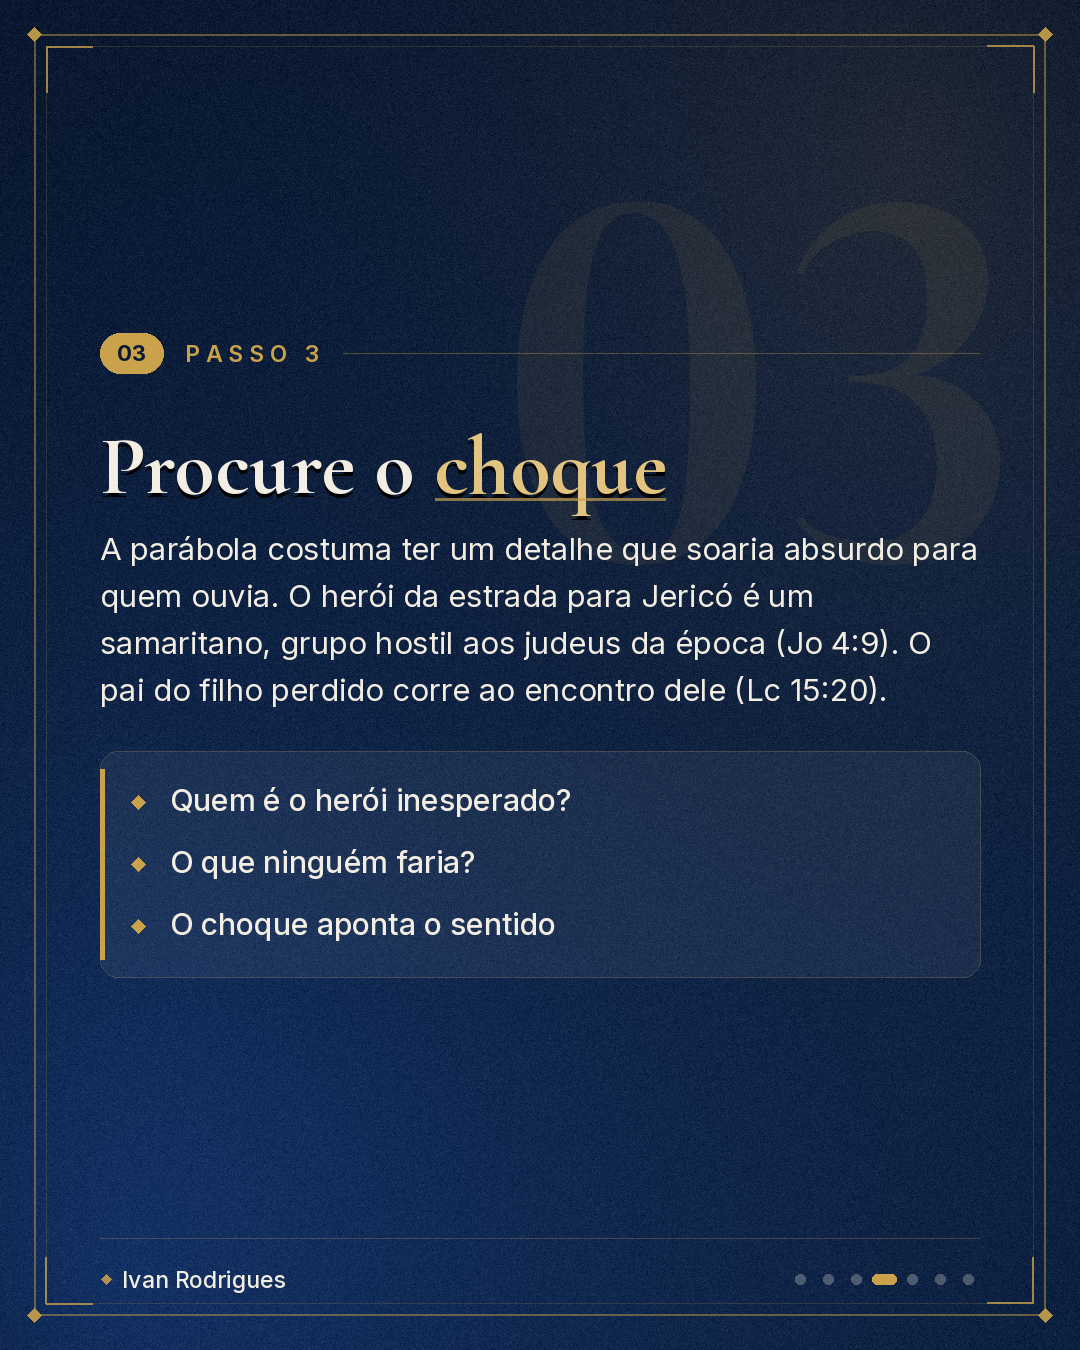 03
03 PASSO 3
Procure o choque
A parábola costuma ter um detalhe que soaria absurdo para
quem ouvia. O herói da estrada para Jericó é um
samaritano, grupo hostil aos judeus da época (Jo 4:9). O
pai do filho perdido corre ao encontro dele (Lc 15:20).
Quem é o herói inesperado?
O que ninguém faria?
O choque aponta o sentido
Ivan Rodrigues